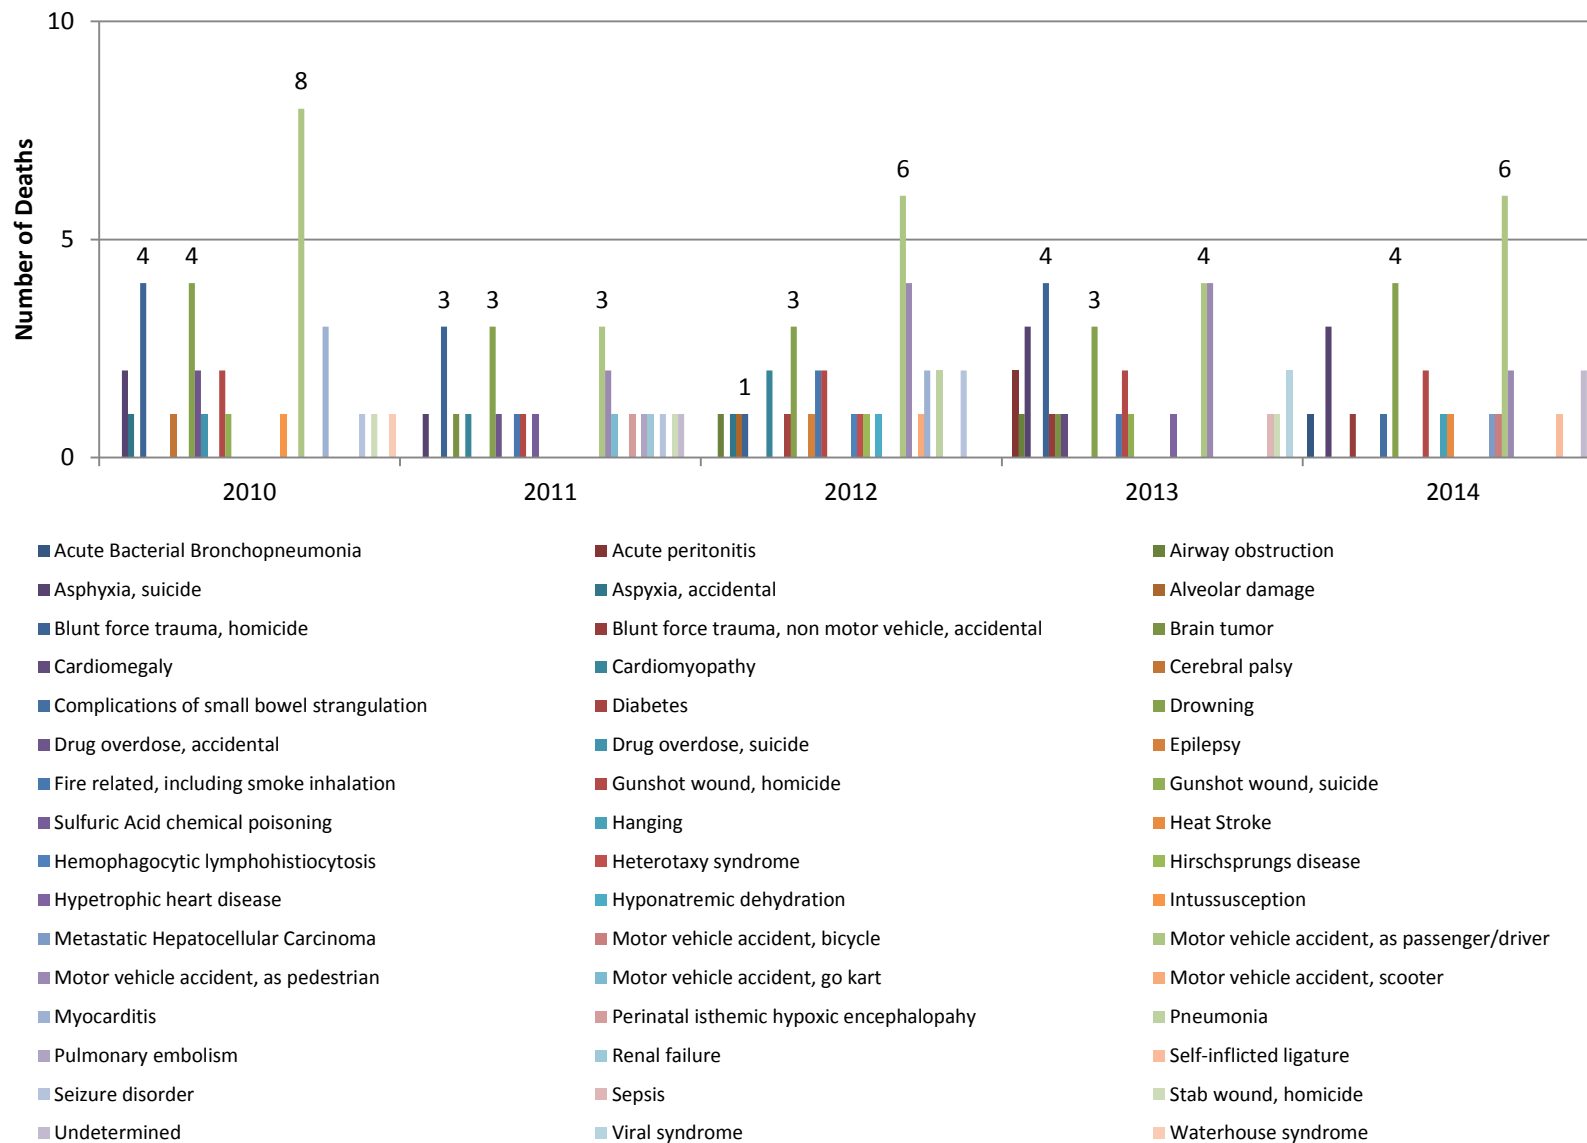 10
8
6
6
5
4
4
4
4
4
3
3
3
3
3
1
0
Number of Deaths
2010 2011 2012 2013 2014
Acute Bacterial Bronchopneumonia Acute peritonitis Airway obstruction
Asphyxia, suicide Aspyxia, accidental Alveolar damage
Blunt force trauma, homicide Blunt force trauma, non motor vehicle, accidental Brain tumor
Cardiomegaly Cardiomyopathy Cerebral palsy
Complications of small bowel strangulation Diabetes Drowning
Drug overdose, accidental Drug overdose, suicide Epilepsy
Fire related, including smoke inhalation Gunshot wound, homicide Gunshot wound, suicide
Sulfuric Acid chemical poisoning Hanging Heat Stroke
Hemophagocytic lymphohistiocytosis Heterotaxy syndrome Hirschsprungs disease
Hypetrophic heart disease Hyponatremic dehydration Intussusception
Metastatic Hepatocellular Carcinoma Motor vehicle accident, bicycle Motor vehicle accident, as passenger/driver
Motor vehicle accident, as pedestrian Motor vehicle accident, go kart Motor vehicle accident, scooter
Myocarditis Perinatal isthemic hypoxic encephalopahy Pneumonia
Pulmonary embolism Renal failure Self-inflicted ligature
Seizure disorder Sepsis Stab wound, homicide
Undetermined Viral syndrome Waterhouse syndrome